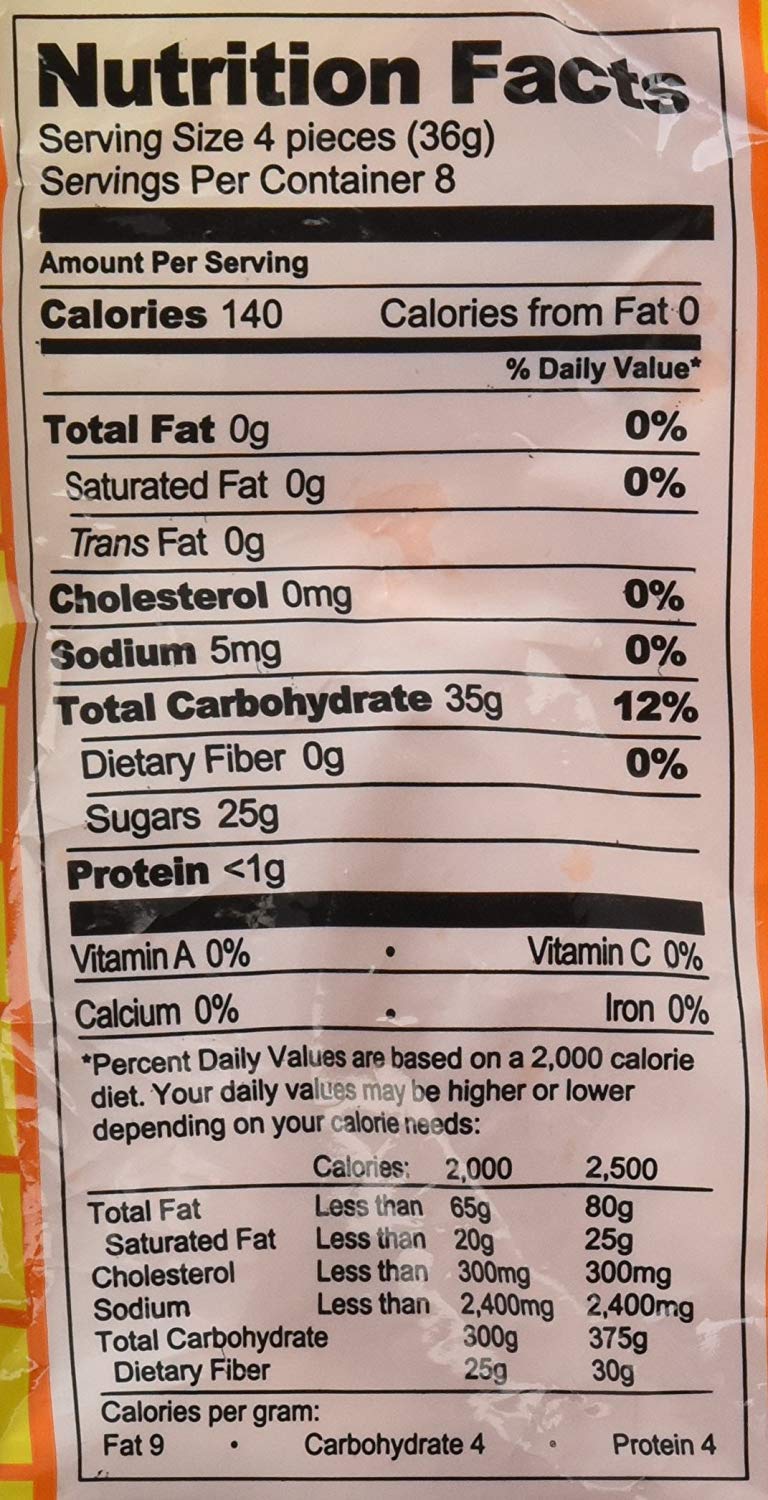 Nutrition Facts
Serving Size 4 pieces (36g)
Servings Per Container 8
Amount Per Serving
Calories 140 Calories from Fat 0
% Daily Value*
Total Fat 0g 0%
Saturated Fat 0g 0%
Trans Fat 0g
Cholesterol 0mg 0%
Sodium 5mg 0%
Total Carbohydrate 35g 12%
Dietary Fiber 0g 0%
Sugars 25g
Protein <1g
Vitamin A 0% • Vitamin C 0%
Calcium 0% • Iron 0%
*Percent Daily Values are based on a 2,000 calorie
diet. Your daily values may be higher or lower
depending on your calorie needs:
Calories: 2,000 2,500
Total Fat Less than 65g 80g
Saturated Fat Less than 20g 25g
Cholesterol Less than 300mg 300mg
Sodium Less than 2,400mg 2,400mg
Total Carbohydrate 300g 375g
Dietary Fiber 25g 30g
Calories per gram:
Fat 9 • Carbohydrate 4 • Protein 4